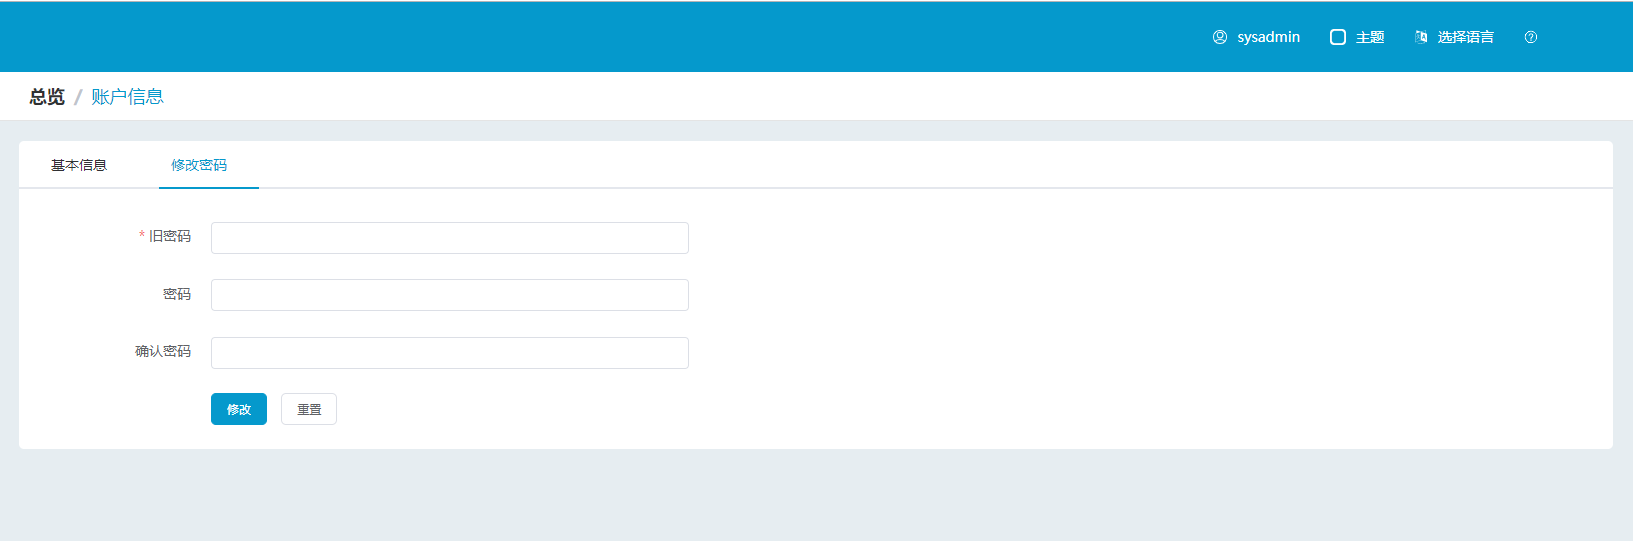 sysadmin 主题 选择语言
总览 / 账户信息
基本信息 修改密码
* 旧密码
密码
确认密码
修改 重置